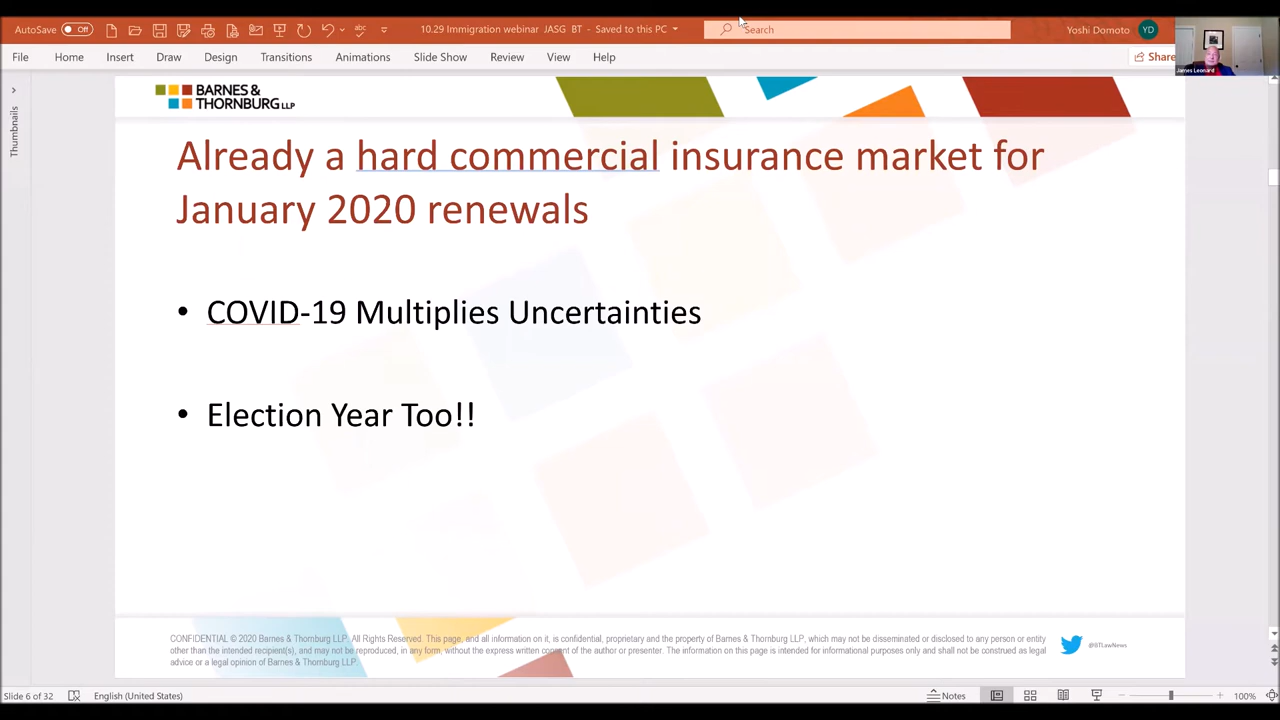 AutoSave Off 10.29 Immigration webinar JASG BT - Saved to this PC Search Yoshi Domoto YD
File Home Insert Draw Design Transitions Animations Slide Show Review View Help Share
James Leonard
Thumbnails
BARNES &
THORNBURG LLP
Already a hard commercial insurance market for
January 2020 renewals
• COVID-19 Multiplies Uncertainties
• Election Year Too!!
CONFIDENTIAL © 2020 Barnes & Thornburg LLP. All Rights Reserved. This page, and all information on it, is confidential, proprietary and the property of Barnes & Thornburg LLP, which may not be disseminated or disclosed to any person or entity
other than the intended recipient(s), and may not be reproduced, in any form, without the express written consent of the author or presenter. The information on this page is intended for informational purposes only and shall not be construed as legal
advice or a legal opinion of Barnes & Thornburg LLP.
@BTLawNews
Slide 6 of 32 English (United States) Notes 100%